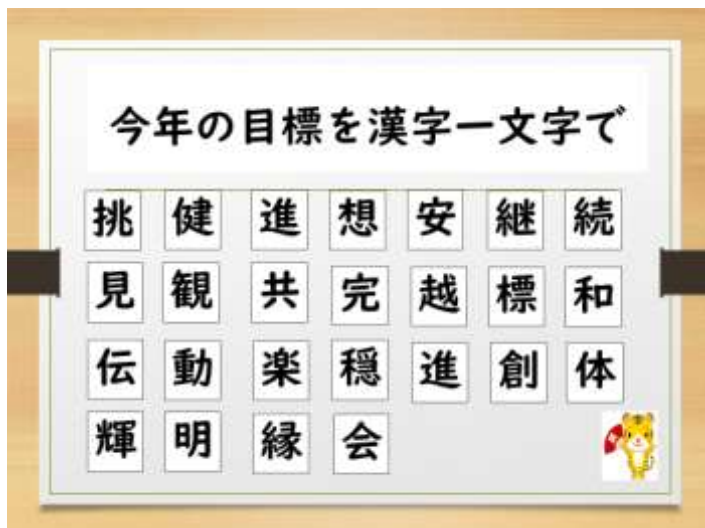 今年の目標を漢字一文字で
挑 健 進 想 安 継 続
見 観 共 完 越 標 和
伝 動 楽 穏 進 創 体
輝 明 縁 会